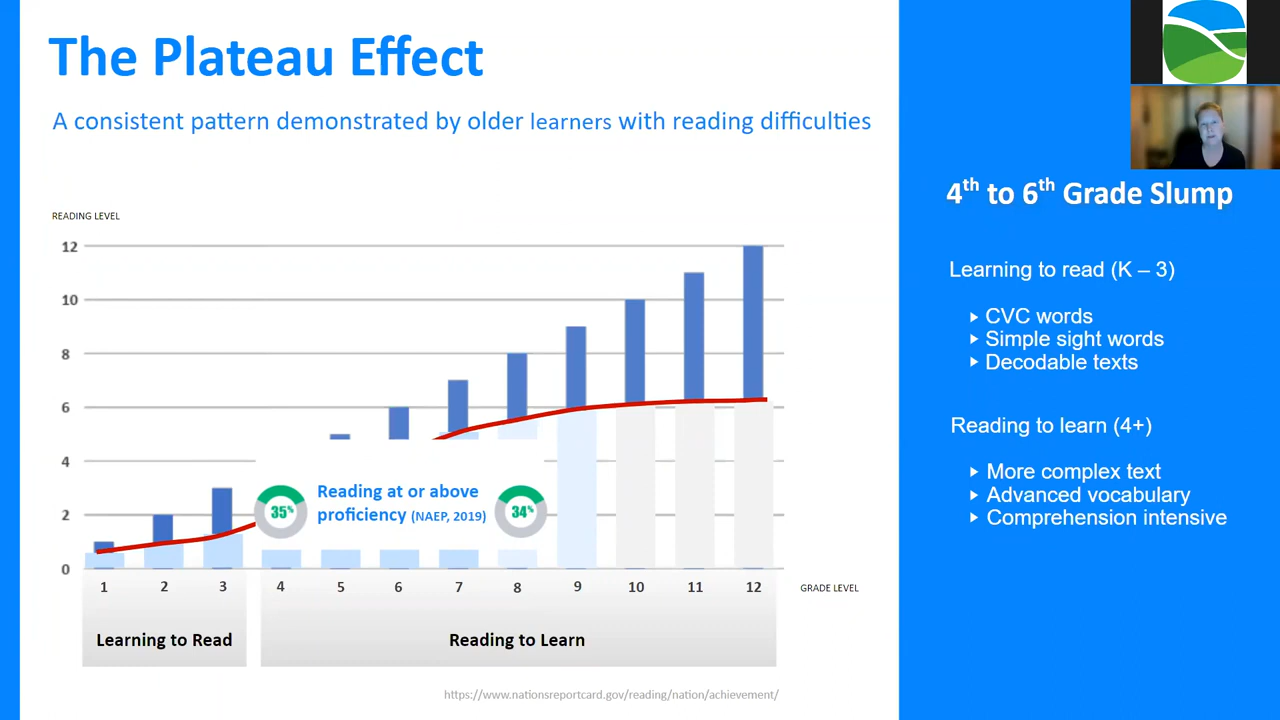 The Plateau Effect
A consistent pattern demonstrated by older learners with reading difficulties
READING LEVEL
12
10
8
6
4
2
0
35%
Reading at or above
proficiency (NAEP, 2019)
34%
1 2 3 4 5 6 7 8 9 10 11 12
GRADE LEVEL
Learning to Read
Reading to Learn
https://www.nationsreportcard.gov/reading/nation/achievement/
4th to 6th Grade Slump
Learning to read (K – 3)
CVC words
Simple sight words
Decodable texts
Reading to learn (4+)
More complex text
Advanced vocabulary
Comprehension intensive